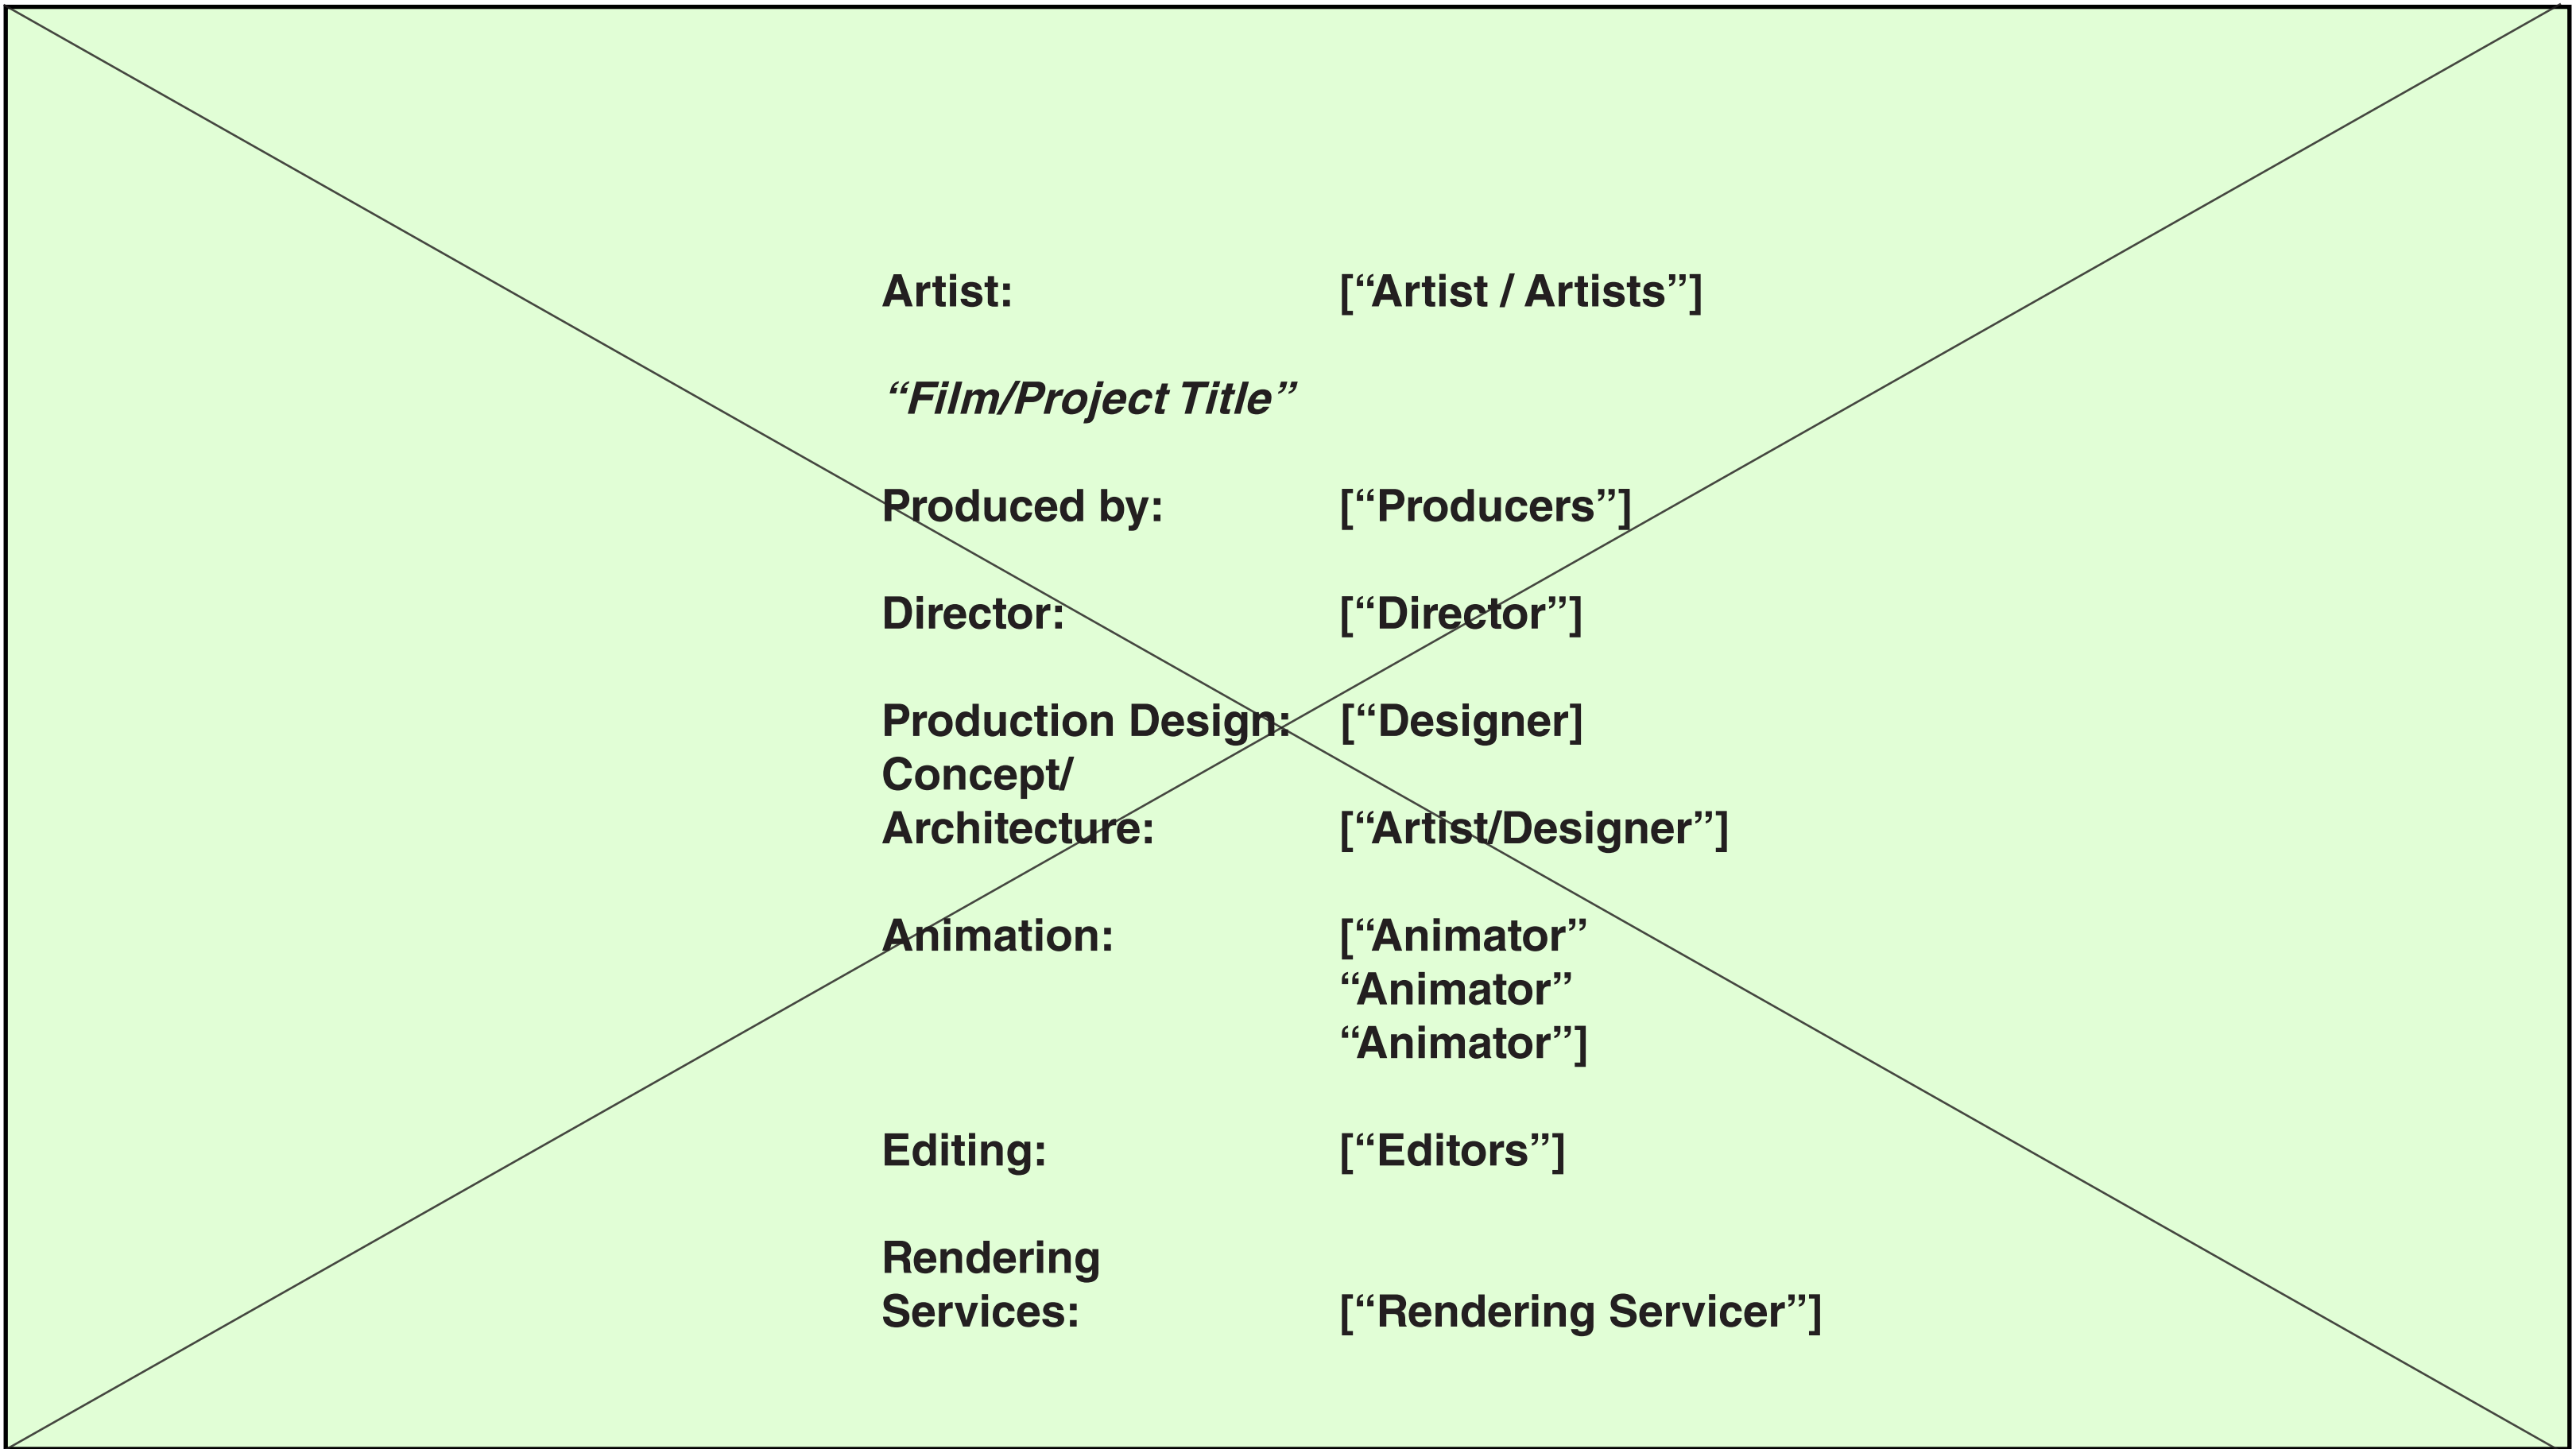 Artist: [“Artist / Artists”]
“Film/Project Title”
Produced by: [“Producers”]
Director: [“Director”]
Production Design: [“Designer]
Concept/
Architecture: [“Artist/Designer”]
Animation: [“Animator”
“Animator”
“Animator”]
Editing: [“Editors”]
Rendering
Services: [“Rendering Servicer”]